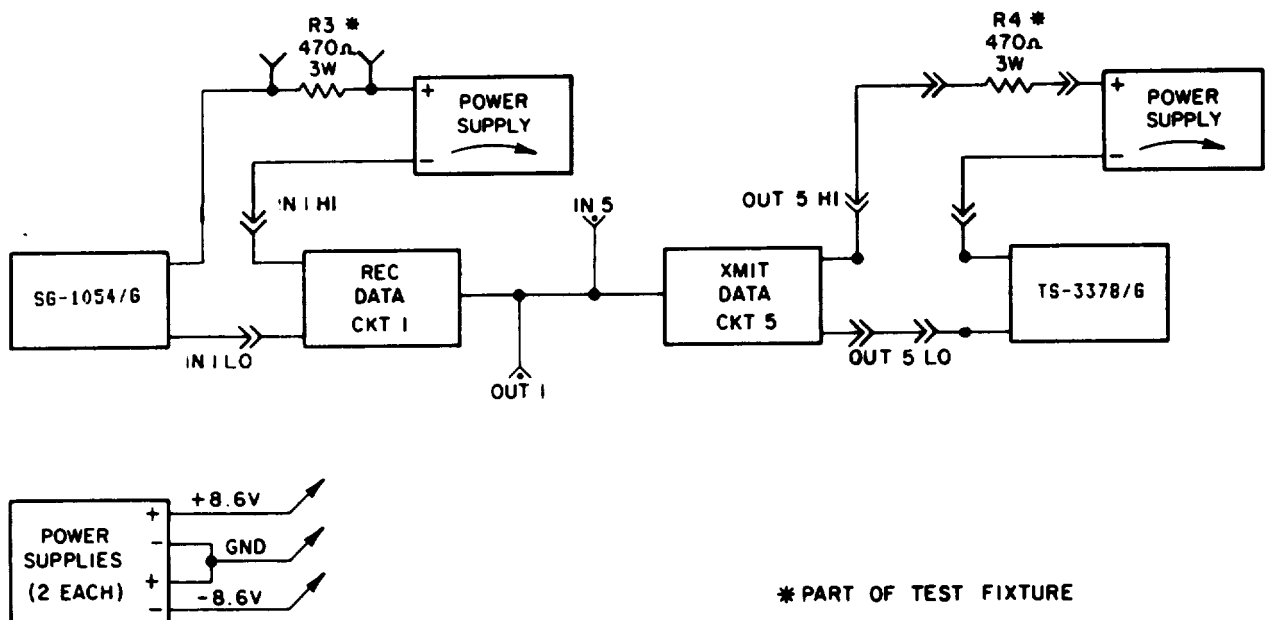 R3 *
470Ω
3W
+
POWER
SUPPLY
−
IN 1 HI
SG-1054/G
IN 1 LO
REC
DATA
CKT 1
OUT 1
IN 5
XMIT
DATA
CKT 5
OUT 5 HI
OUT 5 LO
R4 *
470Ω
3W
+
POWER
SUPPLY
−
TS-3378/G
POWER
SUPPLIES
(2 EACH)
+
−
+
−
+8.6V
GND
-8.6V
* PART OF TEST FIXTURE